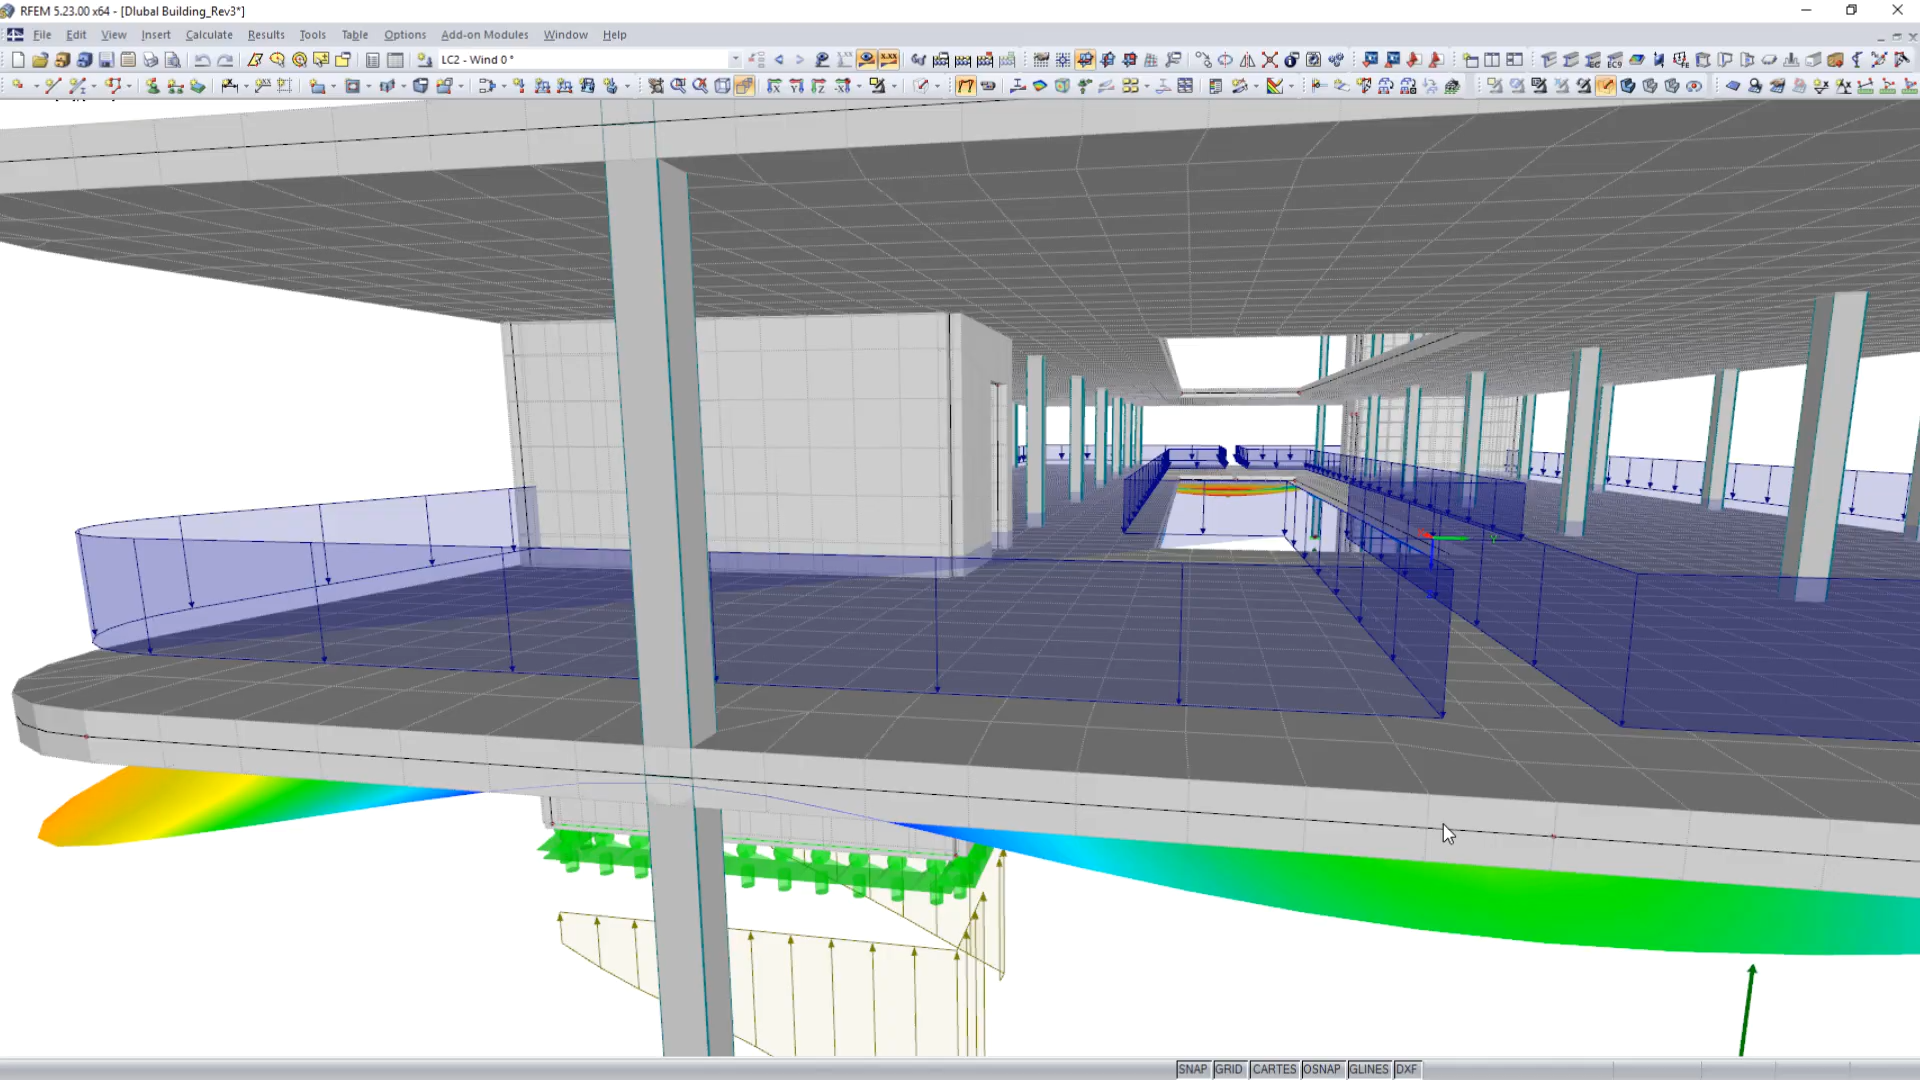 RFEM 5.23.00 x64 - [Dlubal Building_Rev3*]
File Edit View Insert Calculate Results Tools Table Options Add-on Modules Window Help
LC2 - Wind 0 °
SNAP GRID CARTES OSNAP GLINES DXF